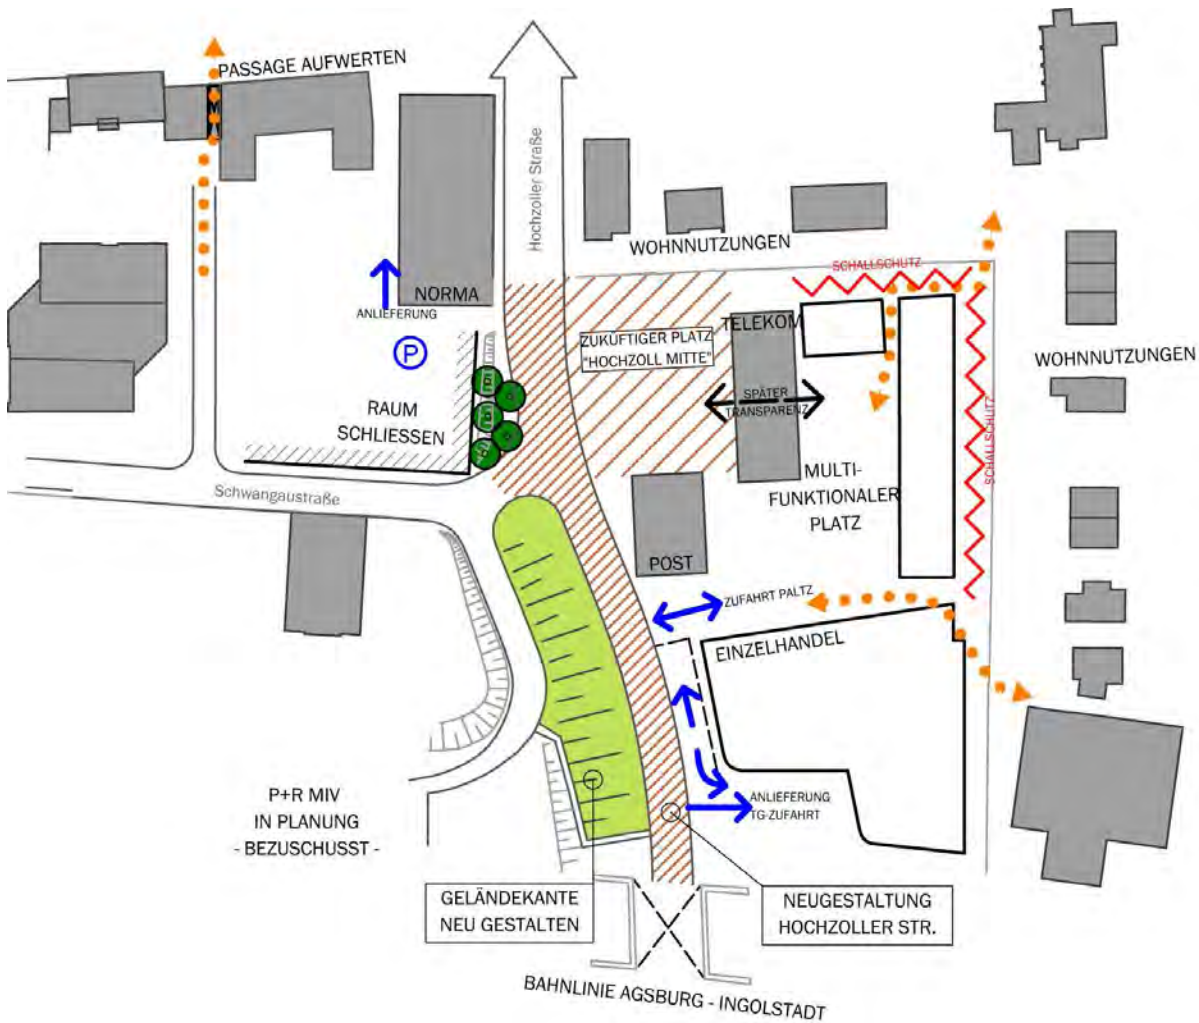 PASSAGE AUFWERTEN
Hochzoller Straße
WOHNNUTZUNGEN
SCHALLSCHUTZ
NORMA
ANLIEFERUNG
P
ZUKÜFTIGER PLATZ
"HOCHZOLL MITTE"
TELEKOM
WOHNNUTZUNGEN
SPÄTER
TRANSPARENZ
RAUM
SCHLIESSEN
SCHALLSCHUTZ
MULTI-
FUNKTIONALER
PLATZ
Schwangaustraße
POST
ZUFAHRT PALTZ
EINZELHANDEL
P+R MIV
IN PLANUNG
- BEZUSCHUSST -
ANLIEFERUNG
TG-ZUFAHRT
GELÄNDEKANTE
NEU GESTALTEN
NEUGESTALTUNG
HOCHZOLLER STR.
BAHNLINIE AGSBURG - INGOLSTADT